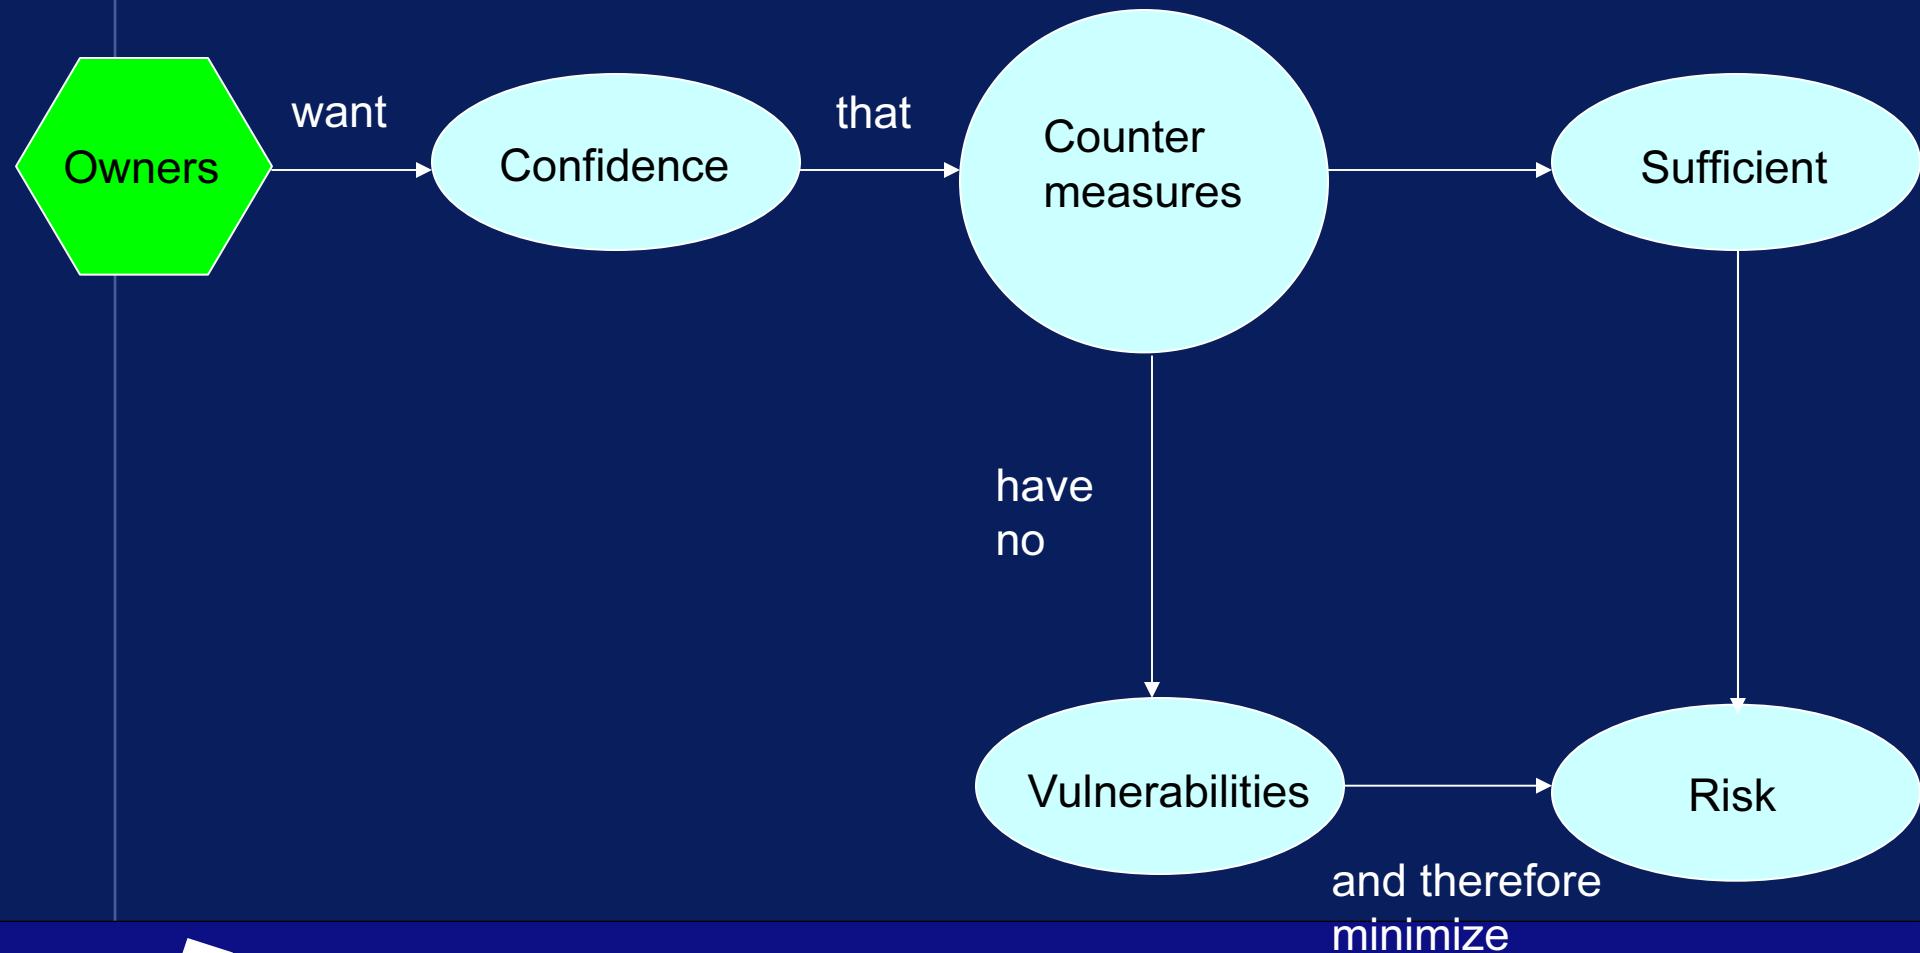 want
that
Owners
Confidence
Counter
measures
Sufficient
have
no
Vulnerabilities
Risk
and therefore
minimize